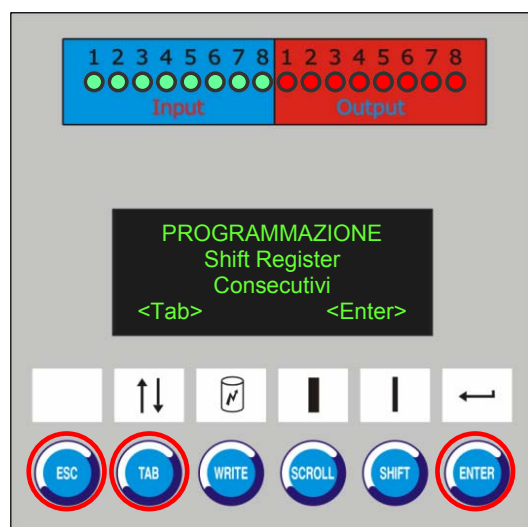 1 2 3 4 5 6 7 8 1 2 3 4 5 6 7 8
Input Output
PROGRAMMAZIONE
Shift Register
Consecutivi
<Tab> <Enter>
ESC TAB WRITE SCROLL SHIFT ENTER